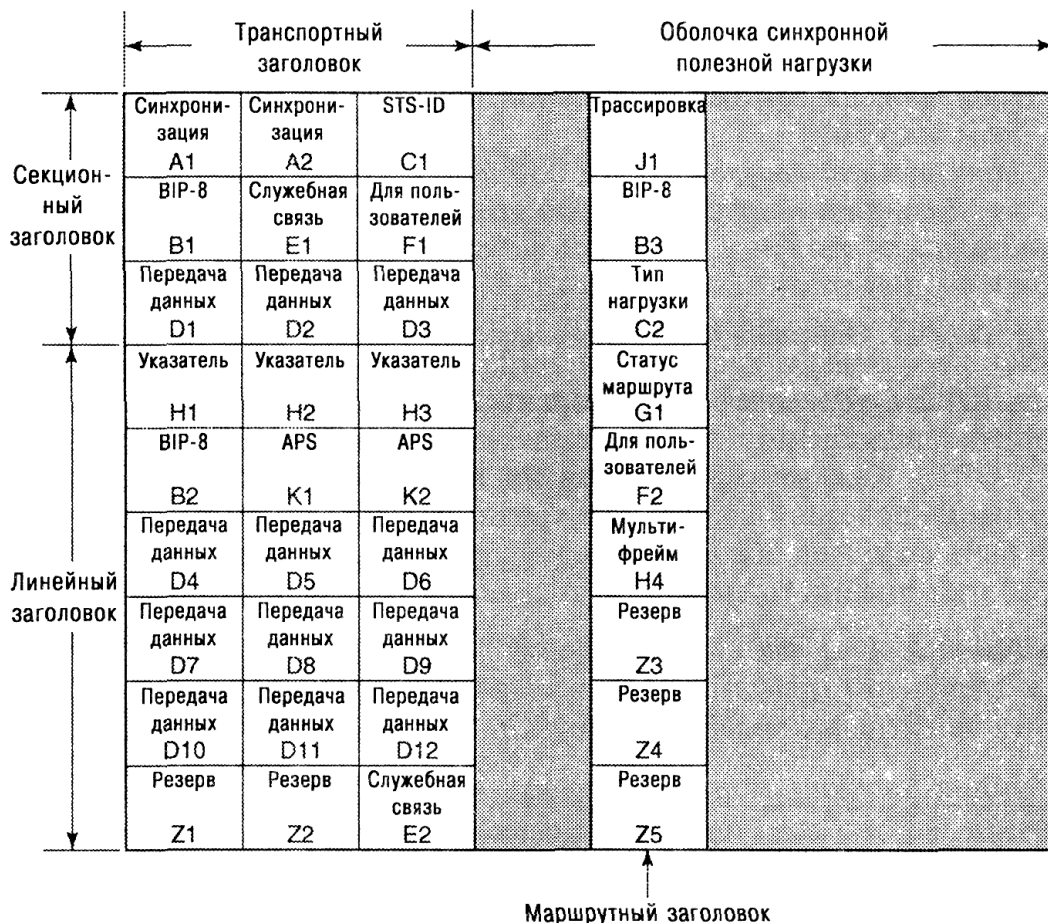 Транспортный
заголовок
Оболочка синхронной
полезной нагрузки
Секцион-
ный
заголовок
Синхрони-
зация
A1
Синхрони-
зация
A2
STS-ID
C1
Трассировка
J1
BIP-8
B1
Служебная
связь
E1
Для поль-
зователей
F1
BIP-8
B3
Передача
данных
D1
Передача
данных
D2
Передача
данных
D3
Тип
нагрузки
C2
Линейный
заголовок
Указатель
H1
Указатель
H2
Указатель
H3
Статус
маршрута
G1
BIP-8
B2
APS
K1
APS
K2
Для поль-
зователей
F2
Передача
данных
D4
Передача
данных
D5
Передача
данных
D6
Мульти-
фрейм
H4
Передача
данных
D7
Передача
данных
D8
Передача
данных
D9
Резерв
Z3
Передача
данных
D10
Передача
данных
D11
Передача
данных
D12
Резерв
Z4
Резерв
Z1
Резерв
Z2
Служебная
связь
E2
Резерв
Z5
Маршрутный заголовок